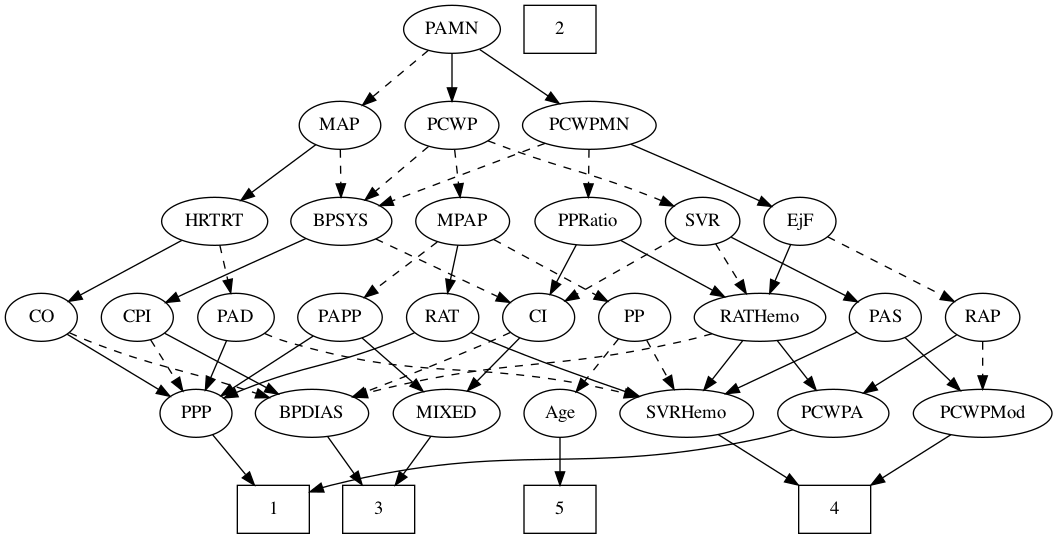 PAMN
2
MAP
PCWP
PCWPMN
HRTRT
BPSYS
MPAP
PPRatio
SVR
EjF
CO
CPI
PAD
PAPP
RAT
CI
PP
RATHemo
PAS
RAP
PPP
BPDIAS
MIXED
Age
SVRHemo
PCWPA
PCWPMod
1
3
5
4